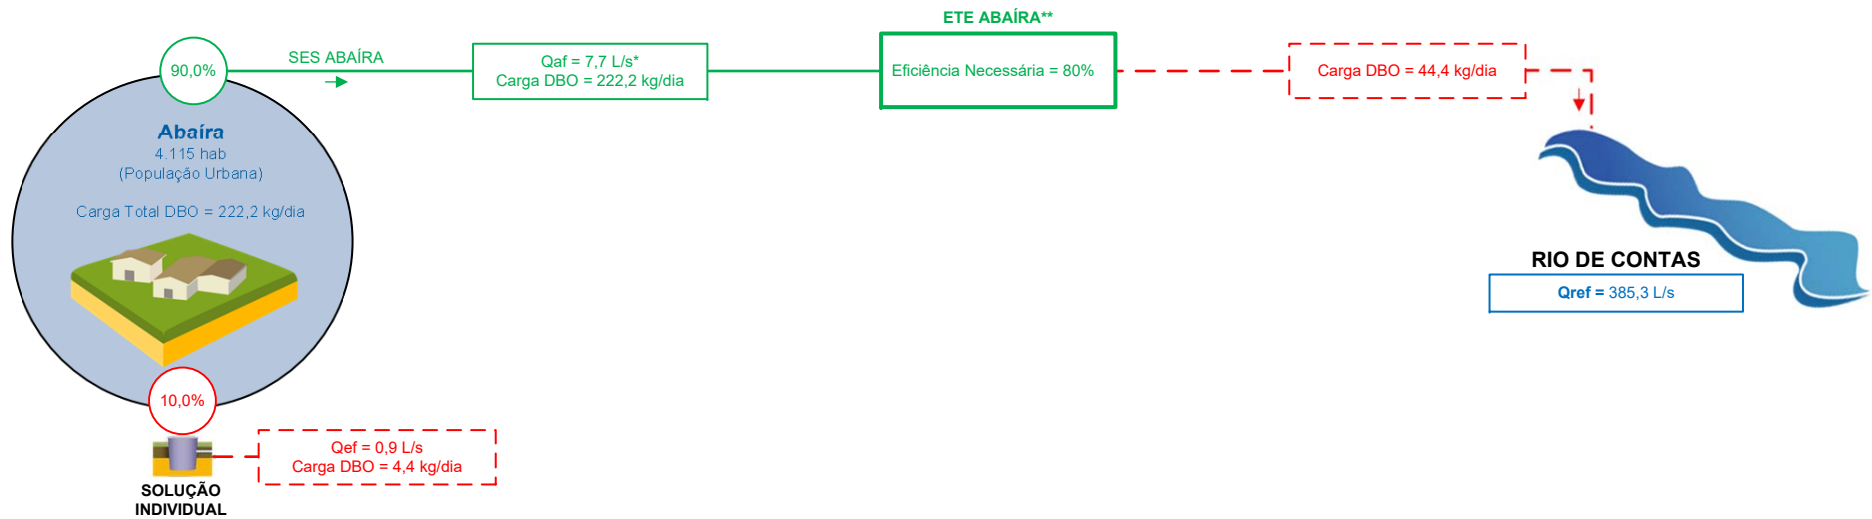 ETE ABAÍRA**
90,0%
SES ABAÍRA
Qaf = 7,7 L/s*
Carga DBO = 222,2 kg/dia
Eficiência Necessária = 80%
Carga DBO = 44,4 kg/dia
Abaíra
4.115 hab
(População Urbana)
Carga Total DBO = 222,2 kg/dia
RIO DE CONTAS
Qref = 385,3 L/s
10,0%
Qef = 0,9 L/s
Carga DBO = 4,4 kg/dia
SOLUÇÃO
INDIVIDUAL